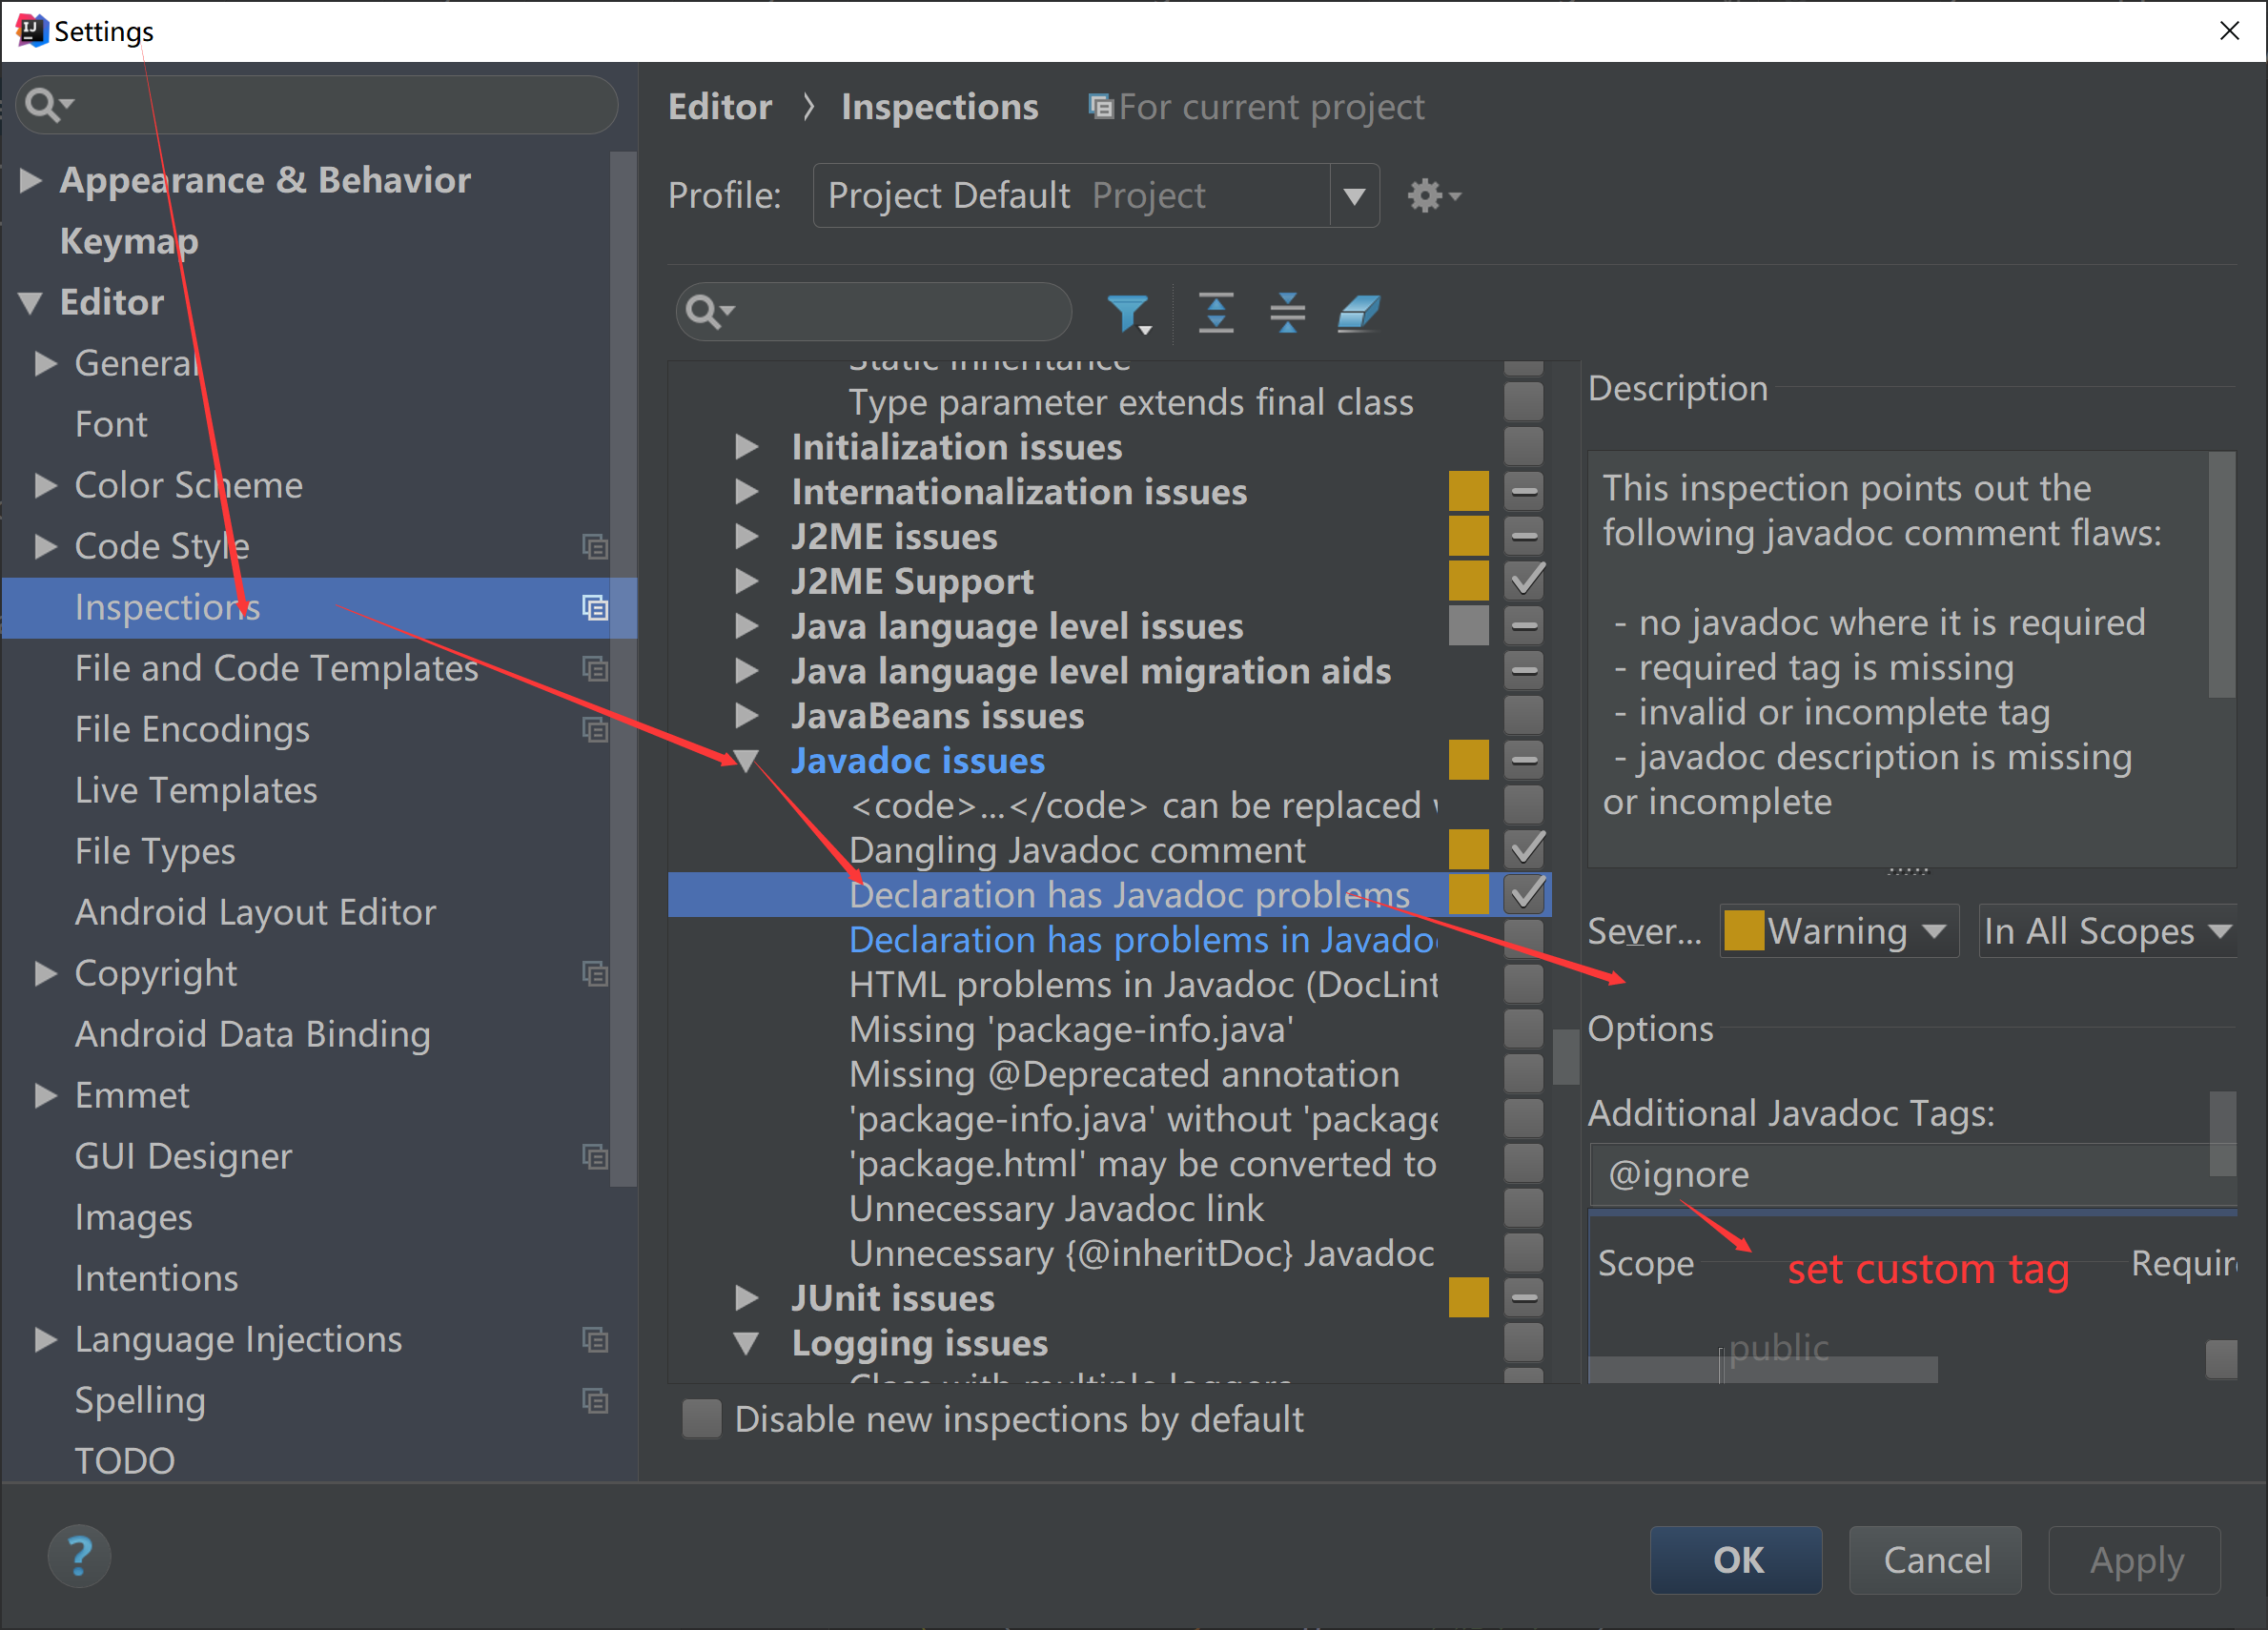 Settings
Appearance & Behavior
Keymap
Editor
General
Font
Color Scheme
Code Style
Inspections
File and Code Templates
File Encodings
Live Templates
File Types
Android Layout Editor
Copyright
Android Data Binding
Emmet
GUI Designer
Images
Intentions
Language Injections
Spelling
TODO
Editor › Inspections For current project
Profile: Project Default Project
Static inheritance
Type parameter extends final class
Initialization issues
Internationalization issues
J2ME issues
J2ME Support
Java language level issues
Java language level migration aids
JavaBeans issues
Javadoc issues
<code>...</code> can be replaced
Dangling Javadoc comment
Declaration has Javadoc problems
Declaration has problems in Javado
HTML problems in Javadoc (DocLint
Missing 'package-info.java'
Missing @Deprecated annotation
'package-info.java' without 'package
'package.html' may be converted to
Unnecessary Javadoc link
Unnecessary {@inheritDoc} Javadoc
JUnit issues
Logging issues
Class with multiple loggers
Disable new inspections by default
Description
This inspection points out the
following javadoc comment flaws:
- no javadoc where it is required
- required tag is missing
- invalid or incomplete tag
- javadoc description is missing
or incomplete
Sever... Warning In All Scopes
Options
Additional Javadoc Tags:
@ignore
Scope set custom tag Requir
public
? OK Cancel Apply